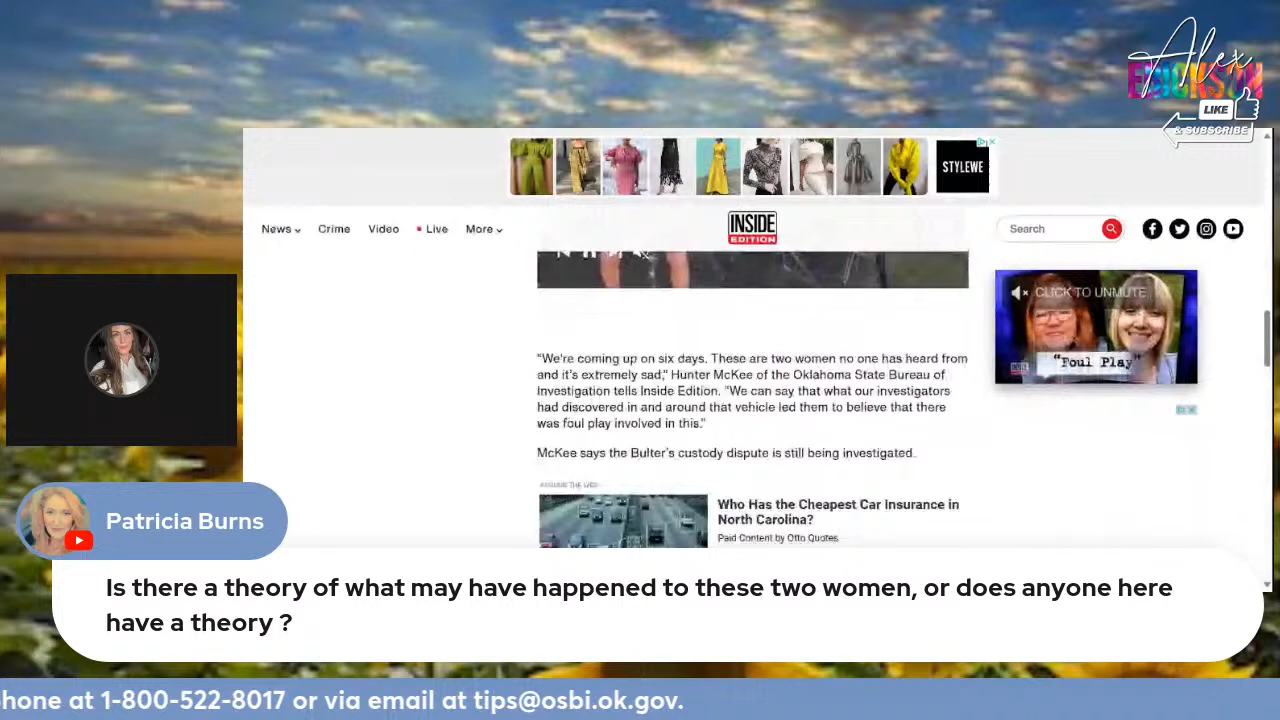 Alex
ERICKSON
LIKE
& SUBSCRIBE
STYLEWE
News
Crime
Video
Live
More
INSIDE
EDITION
Search
CLICK TO UNMUTE
"Foul Play"
"We're coming up on six days. These are two women no one has heard from
and it's extremely sad," Hunter McKee of the Oklahoma State Bureau of
Investigation tells Inside Edition. "We can say that what our investigators
had discovered in and around that vehicle led them to believe that there
was foul play involved in this."
McKee says the Bulter's custody dispute is still being investigated.
AROUND THE WEB
Who Has the Cheapest Car Insurance in
North Carolina?
Paid Content by Otto Quotes
Patricia Burns
Is there a theory of what may have happened to these two women, or does anyone here
have a theory ?
phone at 1-800-522-8017 or via email at tips@osbi.ok.gov.